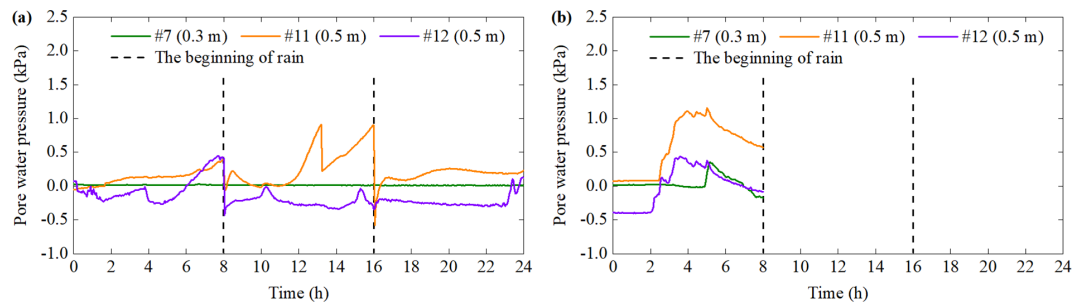 (a)
2.5
2.0
1.5
1.0
0.5
0.0
-0.5
-1.0
Pore water pressure (kPa)
#7 (0.3 m) #11 (0.5 m) #12 (0.5 m)
The beginning of rain
0 2 4 6 8 10 12 14 16 18 20 22 24
Time (h)
(b)
2.5
2.0
1.5
1.0
0.5
0.0
-0.5
-1.0
Pore water pressure (kPa)
#7 (0.3 m) #11 (0.5 m) #12 (0.5 m)
The beginning of rain
0 2 4 6 8 10 12 14 16 18 20 22 24
Time (h)